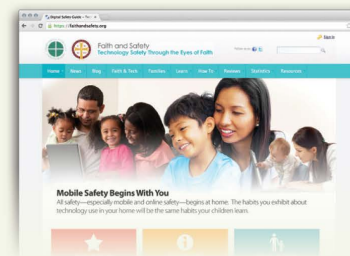 Digital Safety Guide
https://faithandsafety.org
Faith and Safety
Technology Safety Through the Eyes of Faith
Home
News
Blog
Faith & Tech
Families
Learn
How To
Reviews
Statistics
Resources
Mobile Safety Begins With You
All safety—especially mobile and online safety—begins at home. The habits you exhibit about
technology use in your home will be the same habits your children learn.